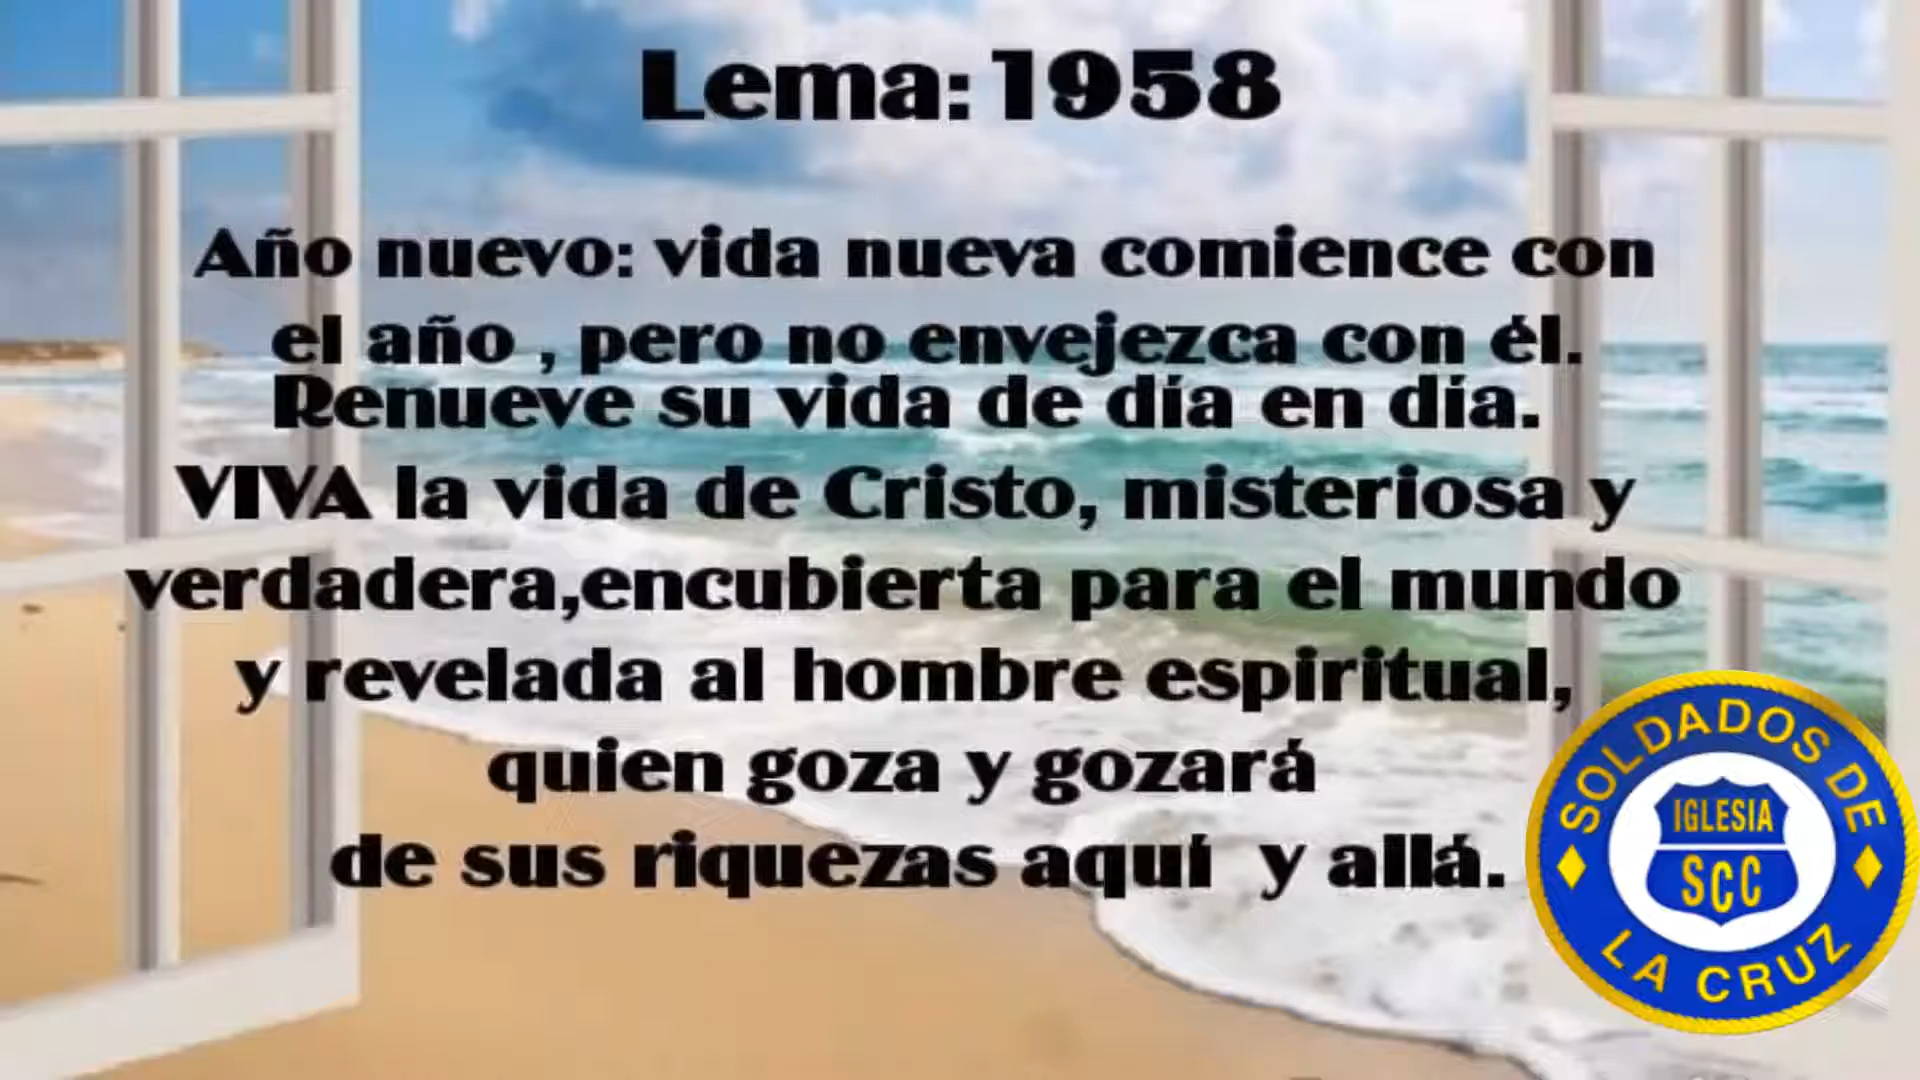 Lema: 1958
Año nuevo: vida nueva comience con
el año , pero no envejezca con él.
Renueve su vida de día en día.
VIVA la vida de Cristo, misteriosa y
verdadera,encubierta para el mundo
y revelada al hombre espiritual,
quien goza y gozará
de sus riquezas aquí y allá.
SOLDADOS DE
IGLESIA
SCC
LA CRUZ